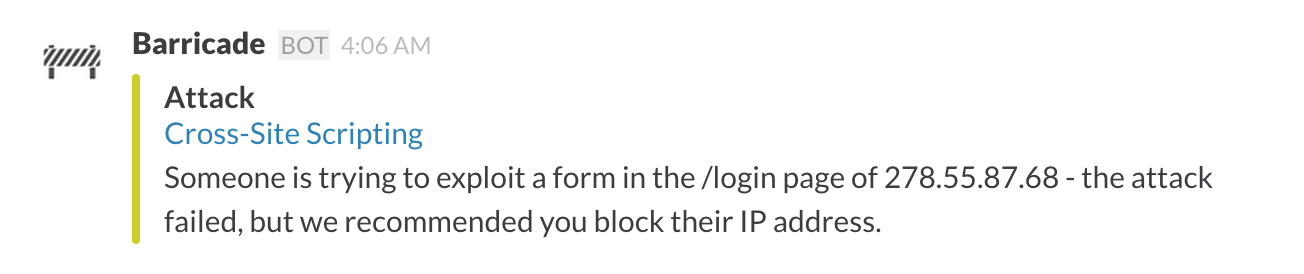 Barricade BOT 4:06 AM
Attack
Cross-Site Scripting
Someone is trying to exploit a form in the /login page of 278.55.87.68 - the attack
failed, but we recommended you block their IP address.